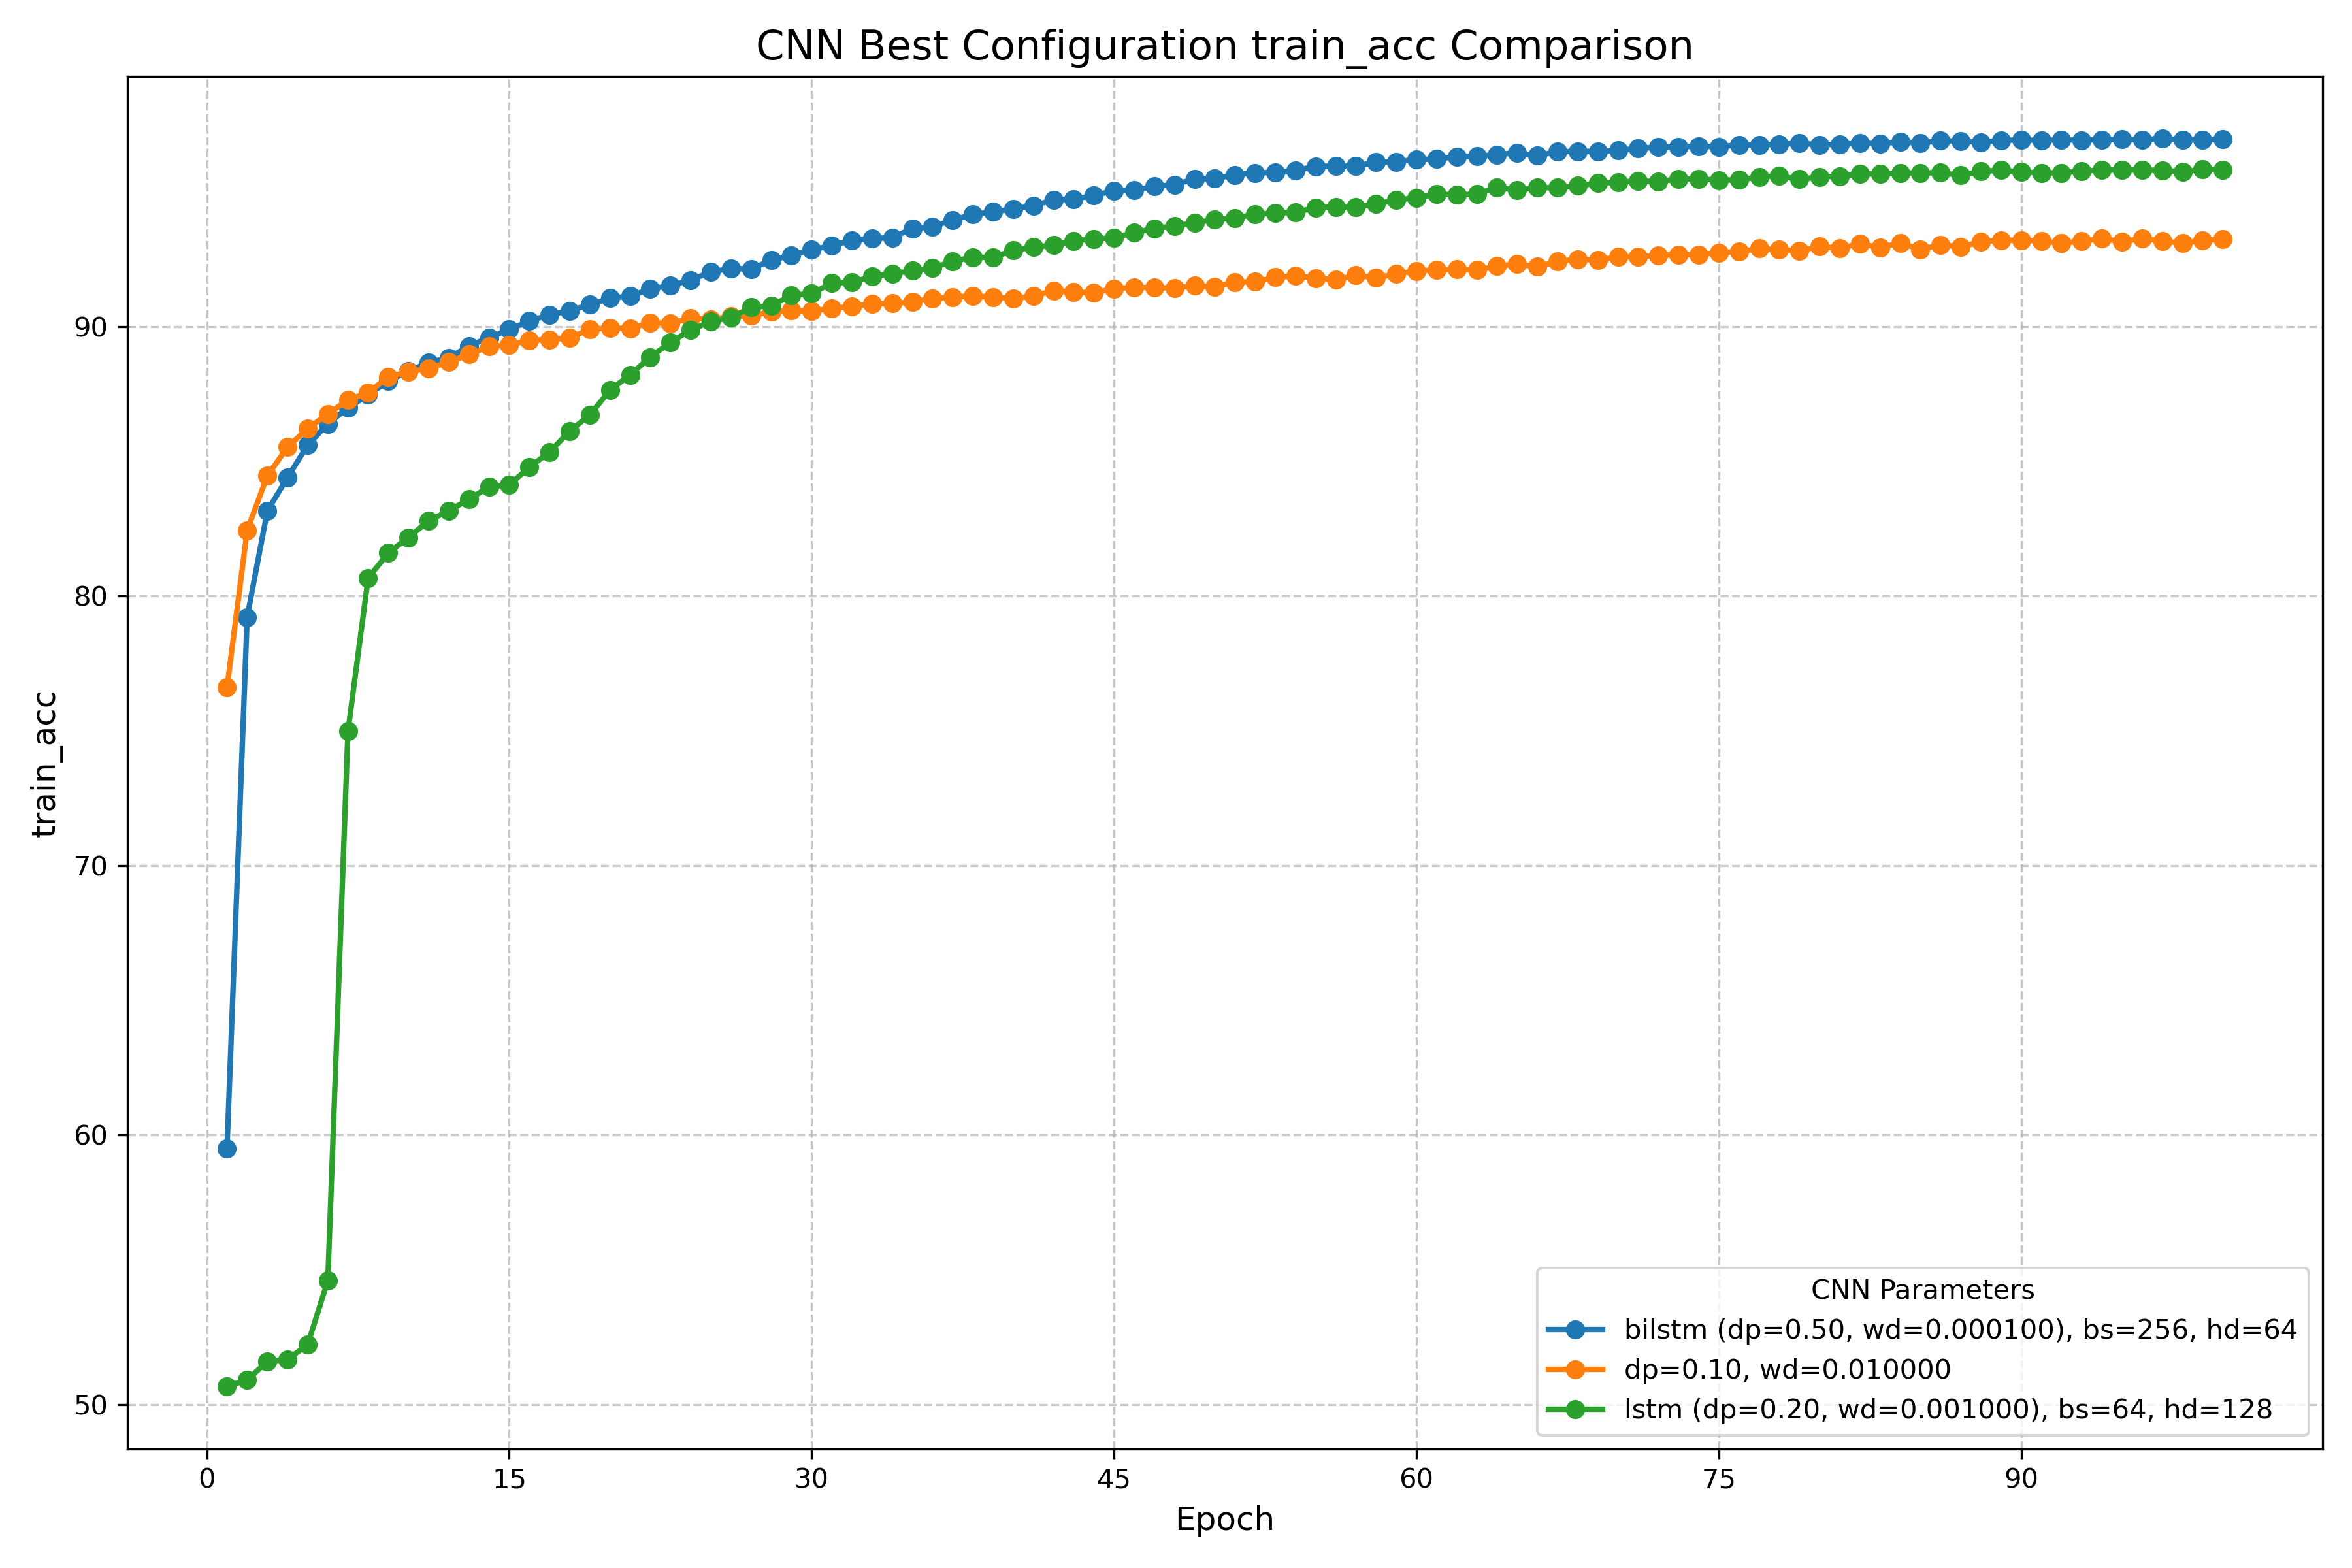 CNN Best Configuration train_acc Comparison
train_acc
90
80
70
60
50
0 15 30 45 60 75 90
Epoch
CNN Parameters
bilstm (dp=0.50, wd=0.000100), bs=256, hd=64
dp=0.10, wd=0.010000
lstm (dp=0.20, wd=0.001000), bs=64, hd=128